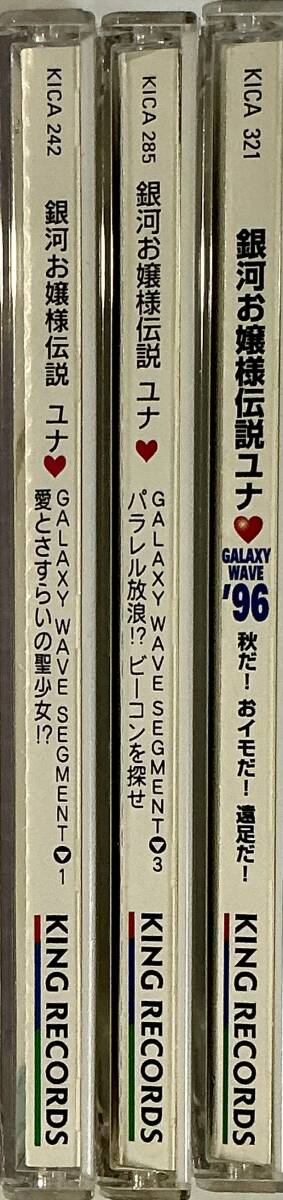 KICA 242
銀河お嬢様伝説 ユナ♥
GALAXY WAVE SEGMENT▽1
愛とさすらいの聖少女!?
KING RECORDS
KICA 285
銀河お嬢様伝説 ユナ♥
GALAXY WAVE SEGMENT▽3
パラレル放浪!? ビーコンを探せ
KING RECORDS
KICA 321
銀河お嬢様伝説ユナ♥
GALAXY
WAVE
'96
秋だ! おイモだ! 遠足だ!
KING RECORDS